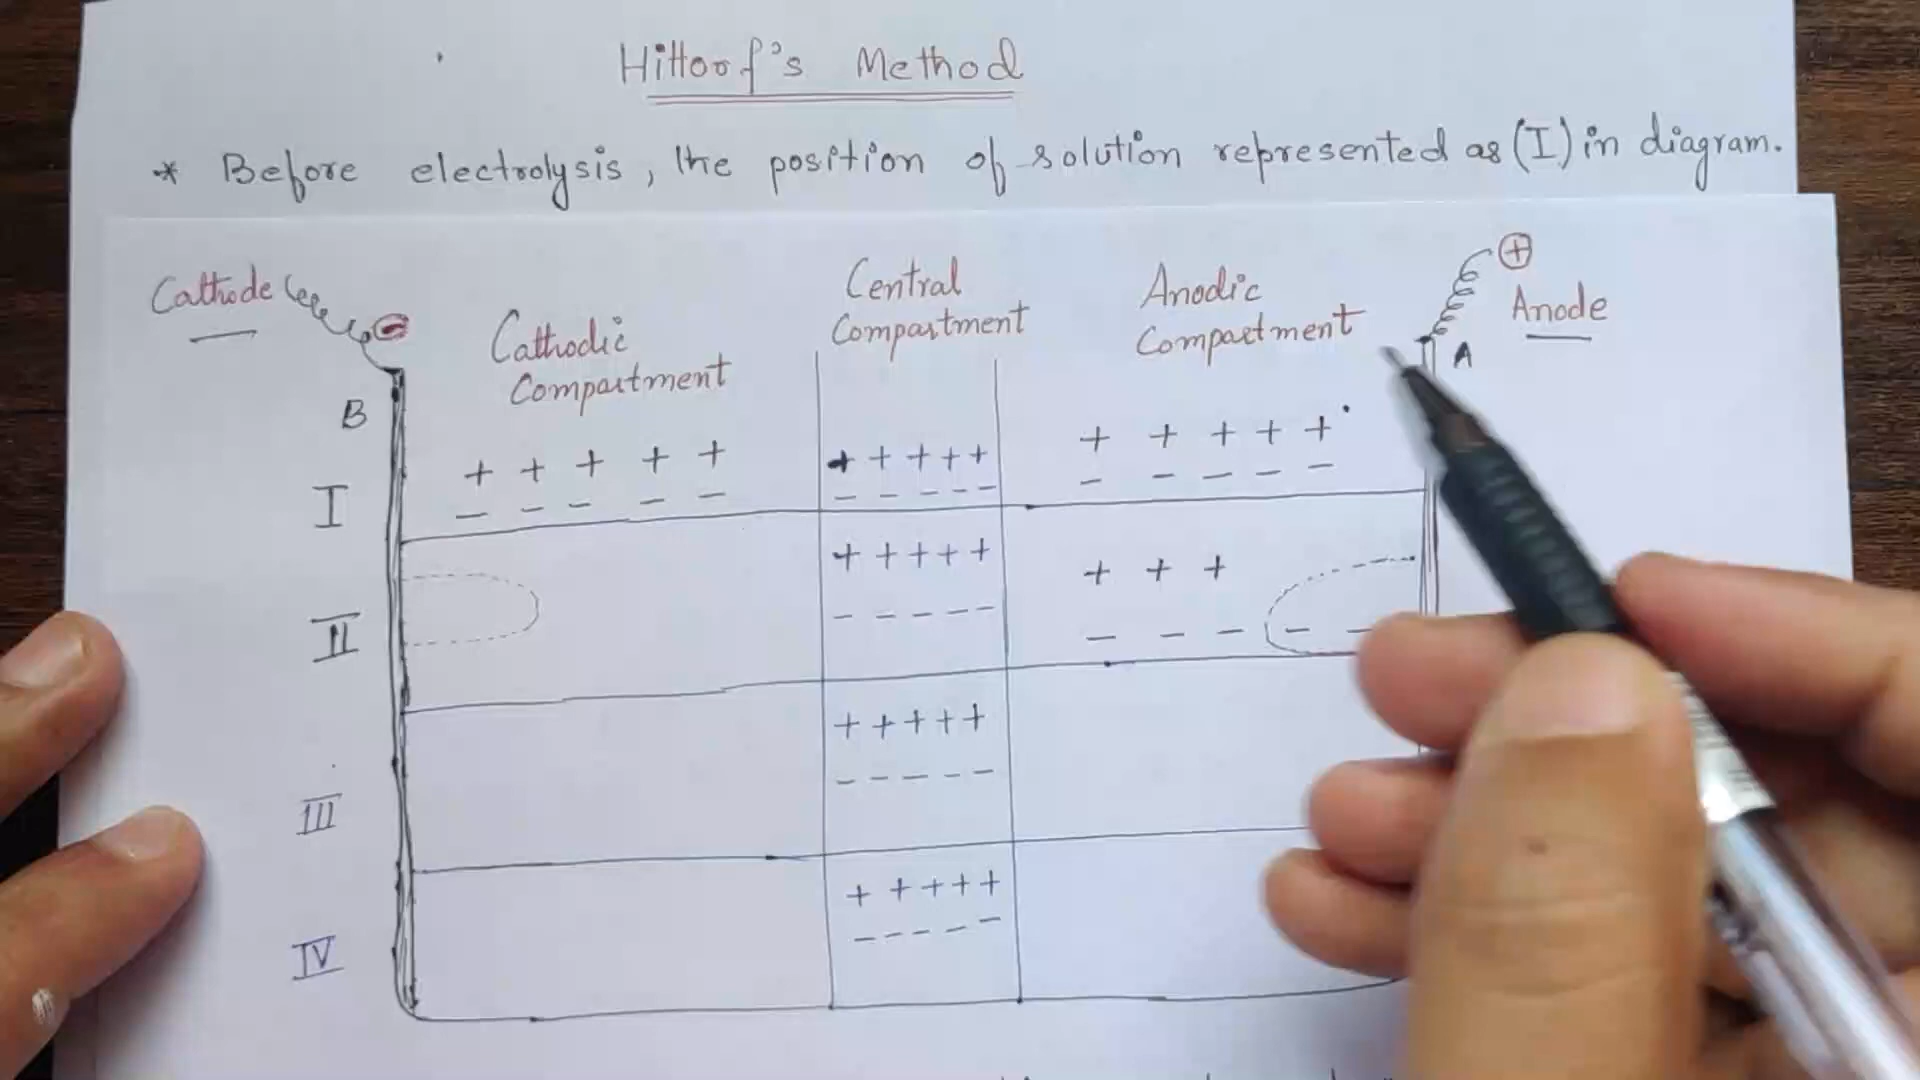 Hittorf's Method
* Before electrolysis, the position of solution represented as (I) in diagram.
Cathode
-
Cathodic
Compartment
Central
Compartment
Anodic
Compartment
+
Anode
A
B
I
+ + + + +
- - - - -
+ + + + +
- - - - -
+ + + + +
- - - - -
II
+ + + + +
- - - - -
+ + +
- - - - -
III
+ + + + +
- - - - -
IV
+ + + + +
- - - - -